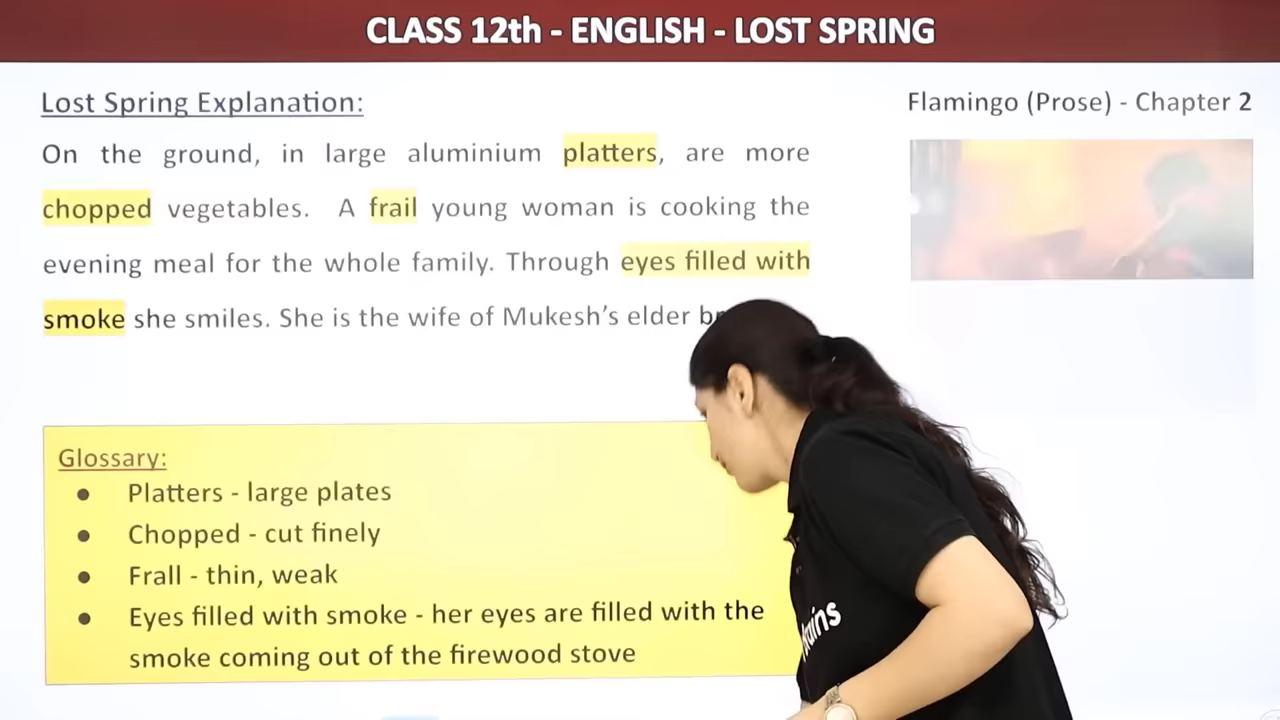 CLASS 12th - ENGLISH - LOST SPRING
Lost Spring Explanation:
Flamingo (Prose) - Chapter 2
On the ground, in large aluminium platters, are more
chopped vegetables. A frail young woman is cooking the
evening meal for the whole family. Through eyes filled with
smoke she smiles. She is the wife of Mukesh’s elder
Glossary:
● Platters - large plates
● Chopped - cut finely
● Frall - thin, weak
● Eyes filled with smoke - her eyes are filled with the
smoke coming out of the firewood stove